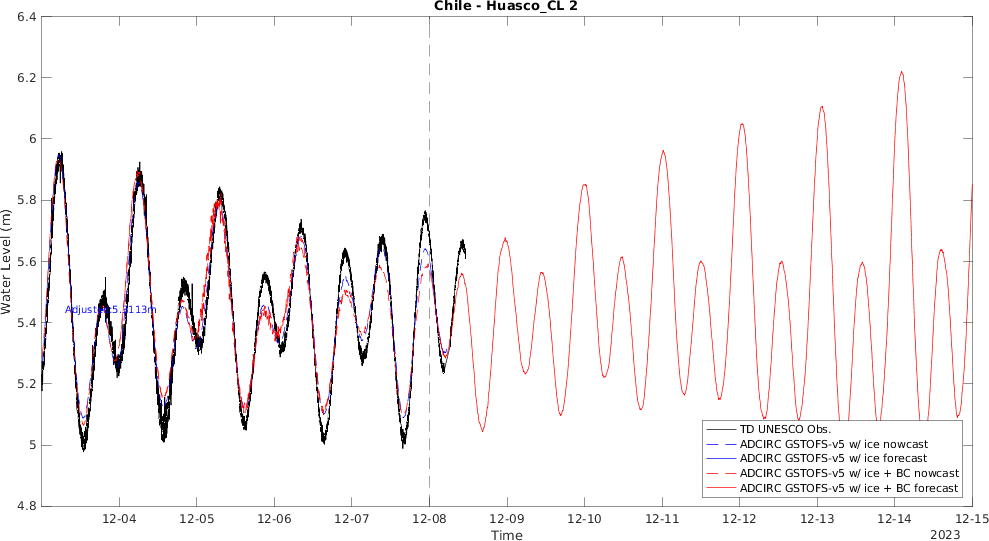 Chile - Huasco_CL 2
6.4
6.2
6
5.8
5.6
5.4
5.2
5
4.8
Water Level (m)
12-04
12-05
12-06
12-07
12-08
12-09
12-10
12-11
12-12
12-13
12-14
12-15
Time
2023
TD UNESCO Obs.
ADCIRC GSTOFS-v5 w/ ice nowcast
ADCIRC GSTOFS-v5 w/ ice forecast
ADCIRC GSTOFS-v5 w/ ice + BC nowcast
ADCIRC GSTOFS-v5 w/ ice + BC forecast